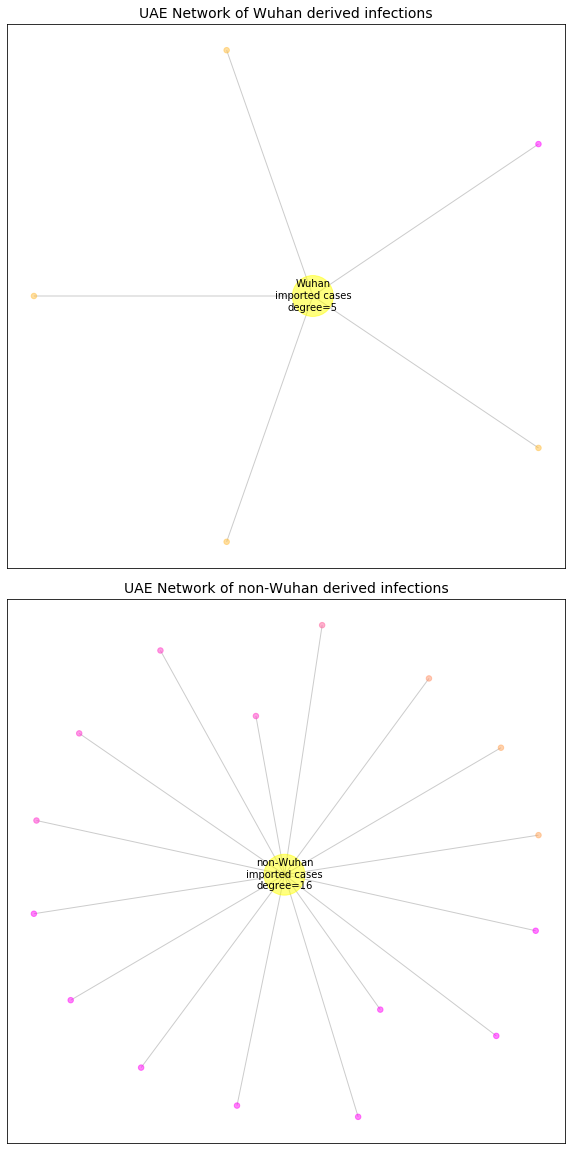 UAE Network of Wuhan derived infections
Wuhan
imported cases
degree=5
UAE Network of non-Wuhan derived infections
non-Wuhan
imported cases
degree=16